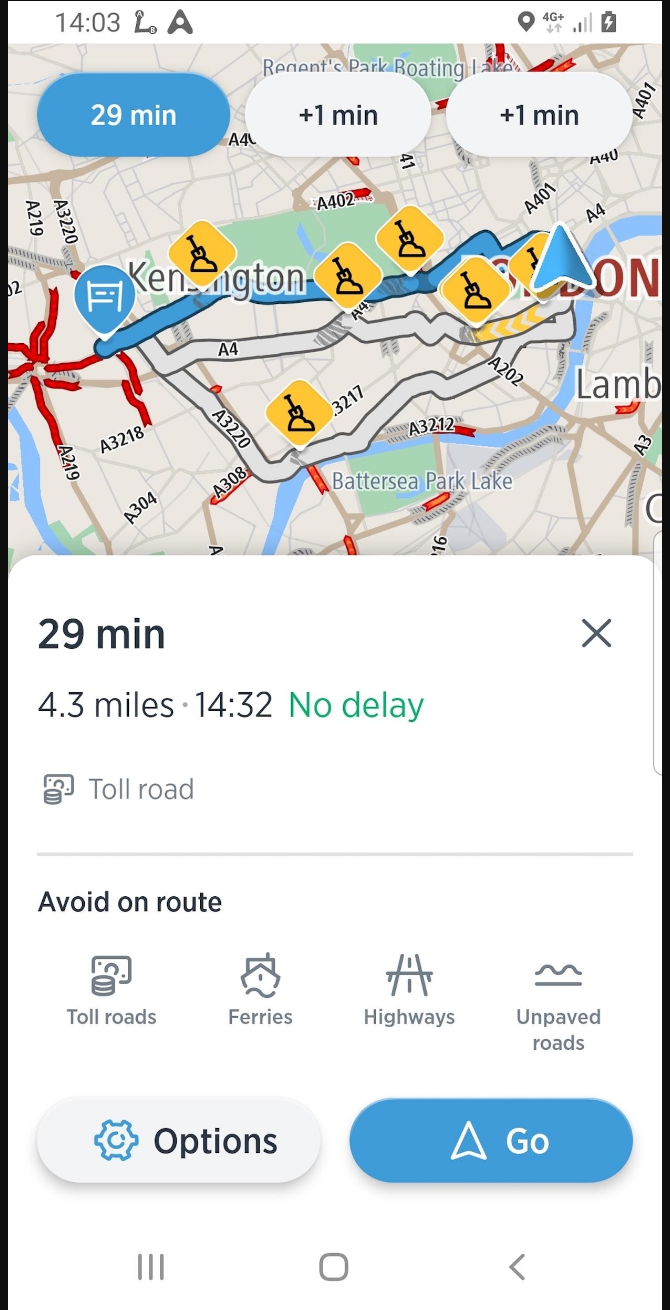 14:03
4G+
Regent's Park Boating Lake
29 min
+1 min
+1 min
A401
A40
41
A40
A402
A401
A4
A219
A3220
Kensington
A4
A202
Lamb
3217
A3220
A3212
A3218
A219
A308
A304
Battersea Park Lake
A3
16
29 min
4.3 miles · 14:32 No delay
Toll road
Avoid on route
Toll roads
Ferries
Highways
Unpaved
roads
Options
Go